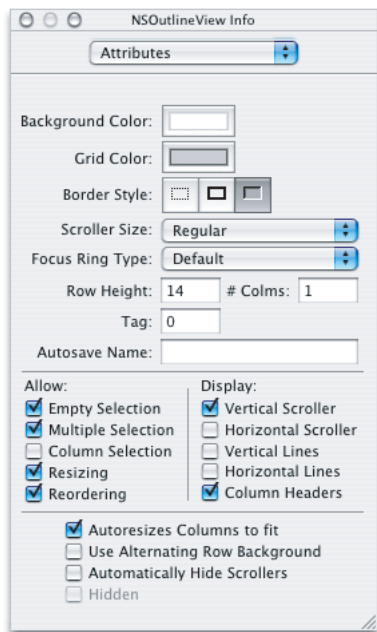 NSOutlineView Info
Attributes
Background Color:
Grid Color:
Border Style:
Scroller Size: Regular
Focus Ring Type: Default
Row Height: 14 # Colms: 1
Tag: 0
Autosave Name:
Allow:
Empty Selection
Multiple Selection
Column Selection
Resizing
Reordering
Display:
Vertical Scroller
Horizontal Scroller
Vertical Lines
Horizontal Lines
Column Headers
Autoresizes Columns to fit
Use Alternating Row Background
Automatically Hide Scrollers
Hidden